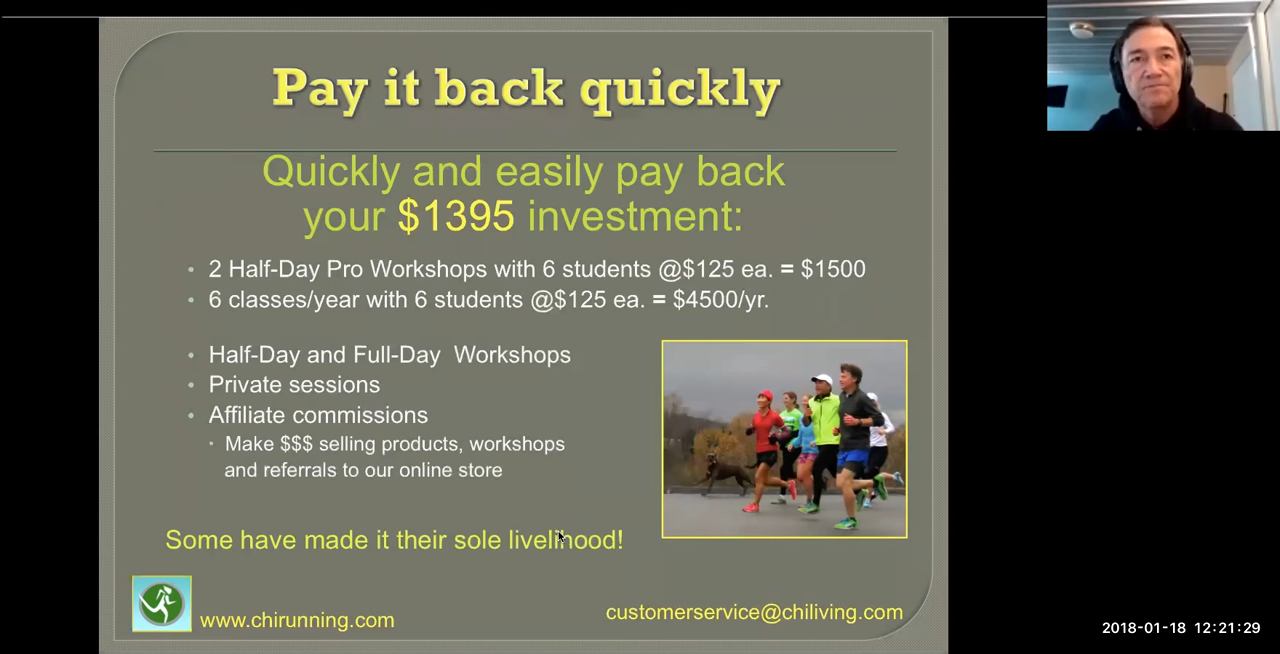 Pay it back quickly
Quickly and easily pay back
your $1395 investment:
• 2 Half-Day Pro Workshops with 6 students @$125 ea. = $1500
• 6 classes/year with 6 students @$125 ea. = $4500/yr.
• Half-Day and Full-Day  Workshops
• Private sessions
• Affiliate commissions
• Make $$$ selling products, workshops
and referrals to our online store
Some have made it their sole livelihood!
www.chirunning.com
customerservice@chiliving.com
2018-01-18 12:21:29